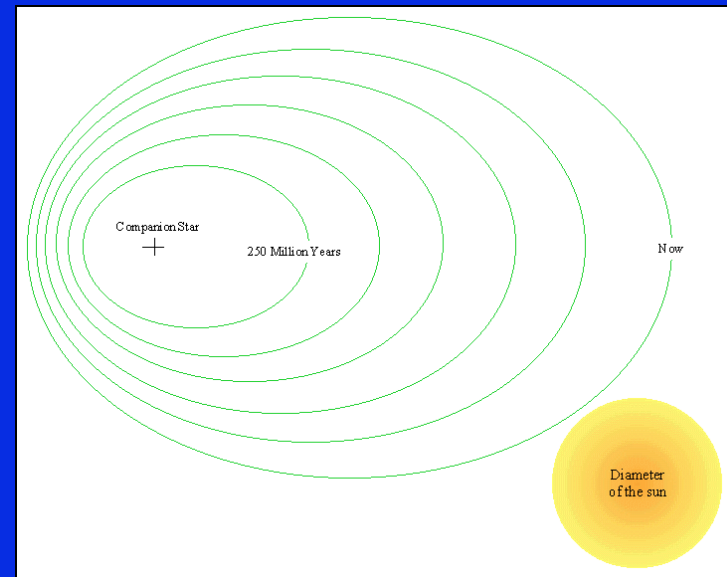 Companion Star
250 Million Years
Now
Diameter
of the sun